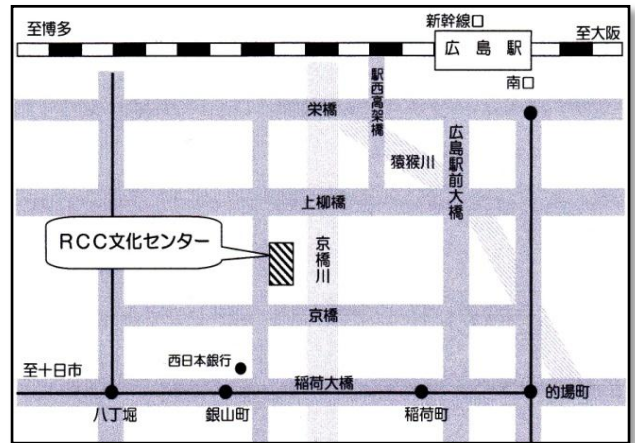 至博多
新幹線口
広島駅
至大阪
南口
駅西高架橋
栄橋
猿猴川
広島駅前大橋
上柳橋
RCC文化センター
京橋川
京橋
至十日市
西日本銀行
稲荷大橋
八丁堀
銀山町
稲荷町
的場町